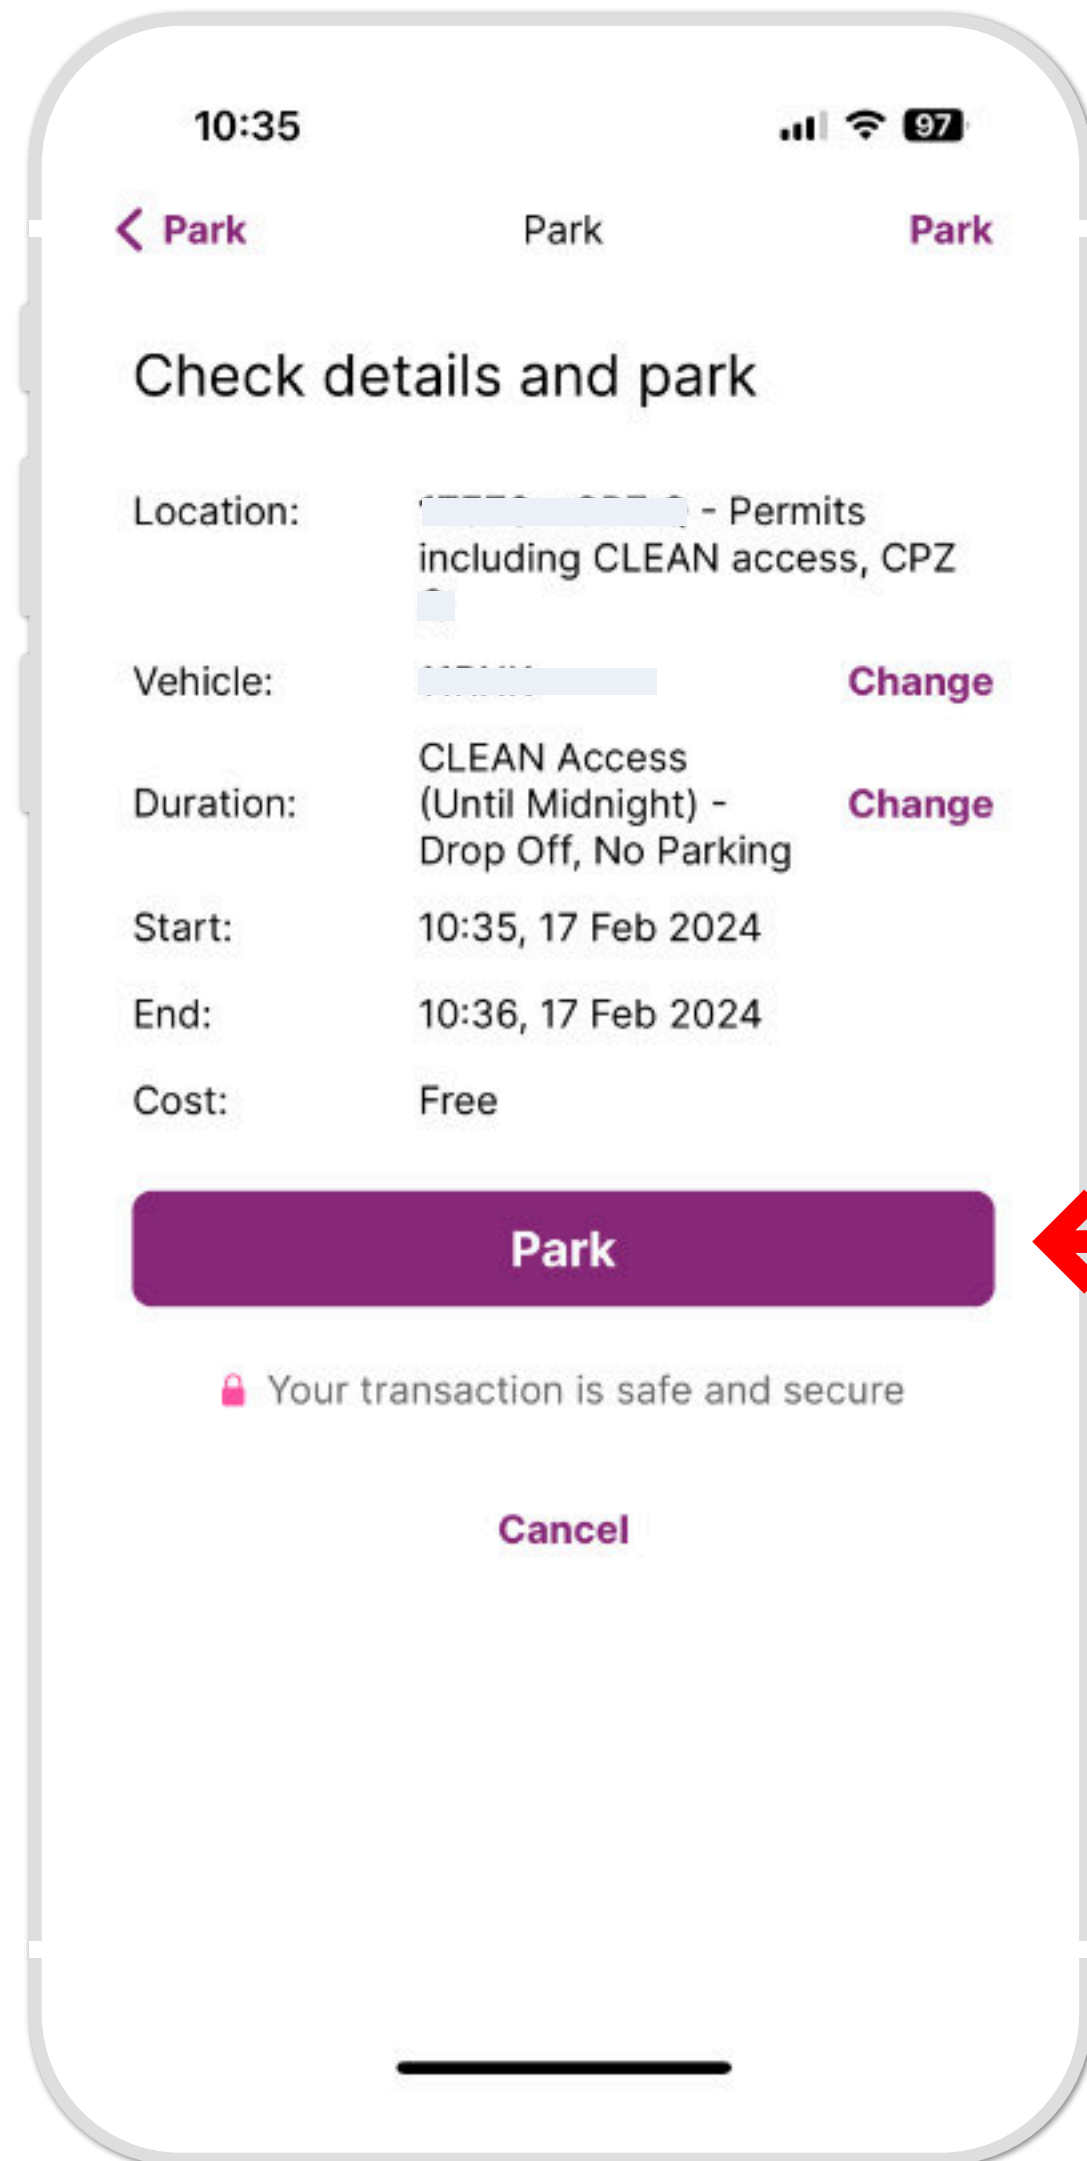 10:35
97
Park
Park
Park
Check details and park
Location:
- Permits
including CLEAN access, CPZ
Vehicle:
Change
CLEAN Access
Duration:
(Until Midnight) -
Change
Drop Off, No Parking
Start:
10:35, 17 Feb 2024
End:
10:36, 17 Feb 2024
Cost:
Free
Park
Your transaction is safe and secure
Cancel